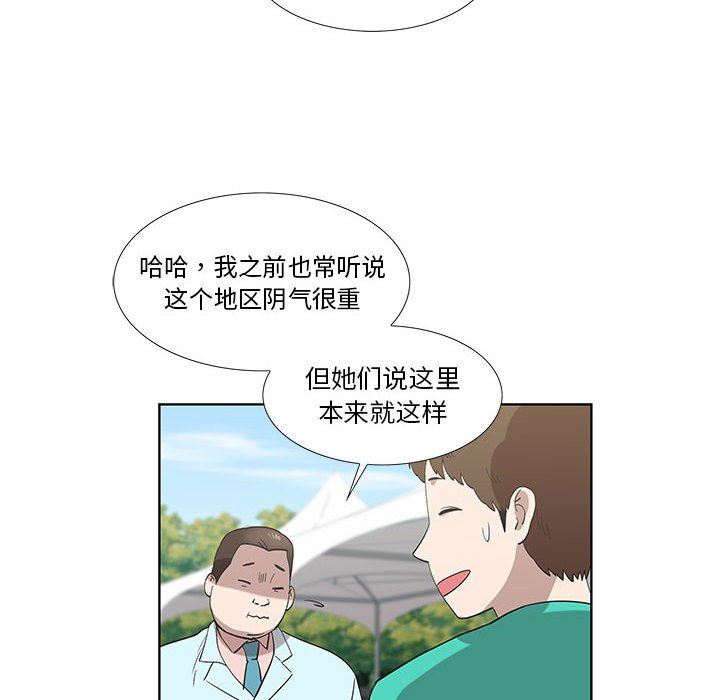 哈哈，我之前也常听说
这个地区阴气很重
但她们说这里
本来就这样